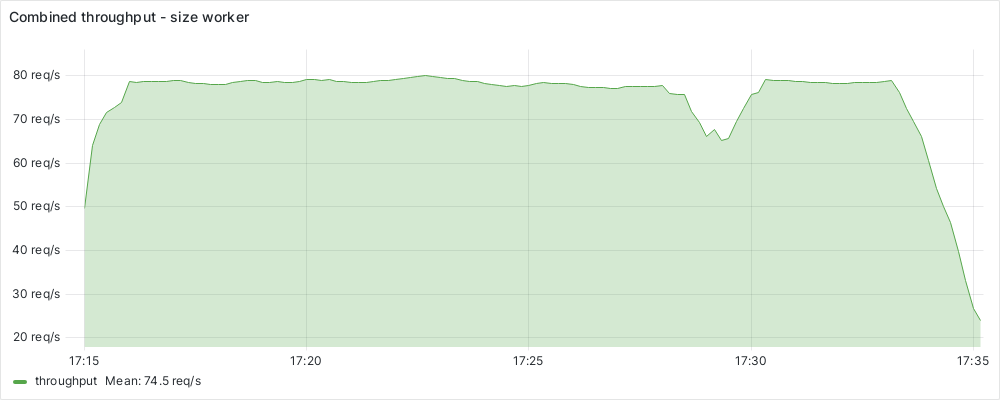 Combined throughput - size worker
80 req/s
70 req/s
60 req/s
50 req/s
40 req/s
30 req/s
20 req/s
17:15 17:20 17:25 17:30 17:35
throughput Mean: 74.5 req/s